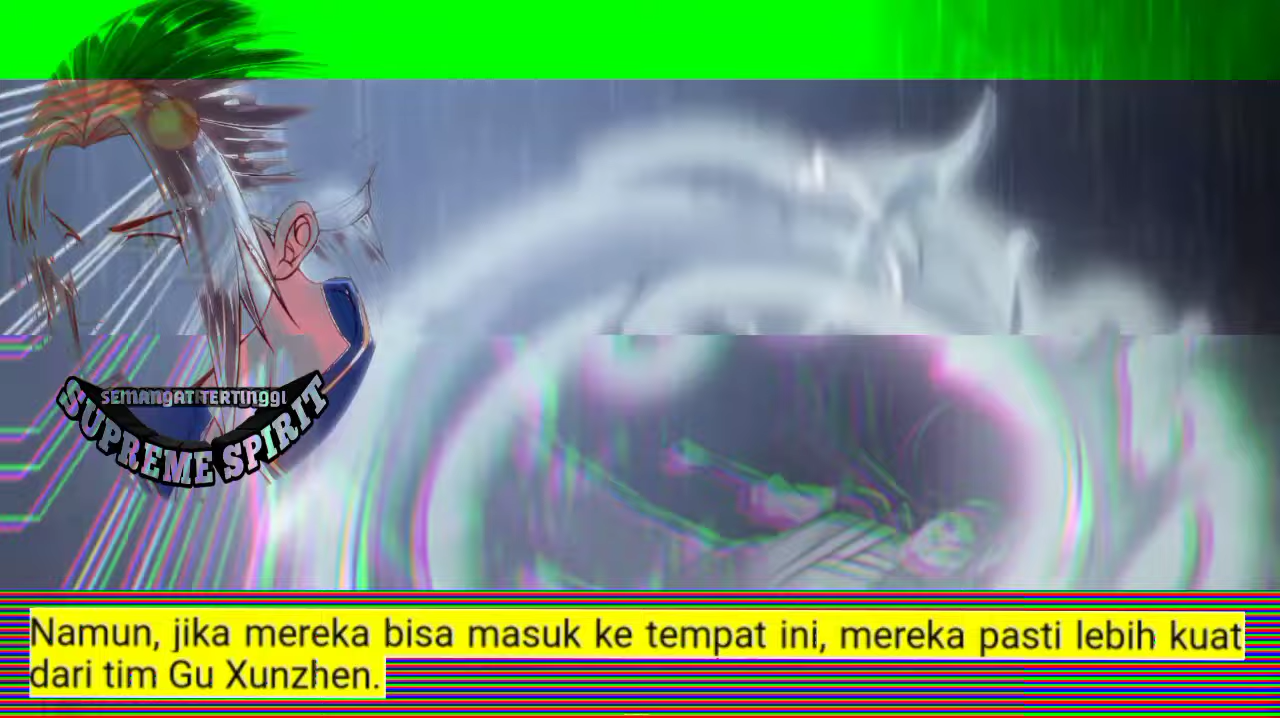 SEMANGAT TERTINGGI
SUPREME SPIRIT
Namun, jika mereka bisa masuk ke tempat ini, mereka pasti lebih kuat
dari tim Gu Xunzhen.